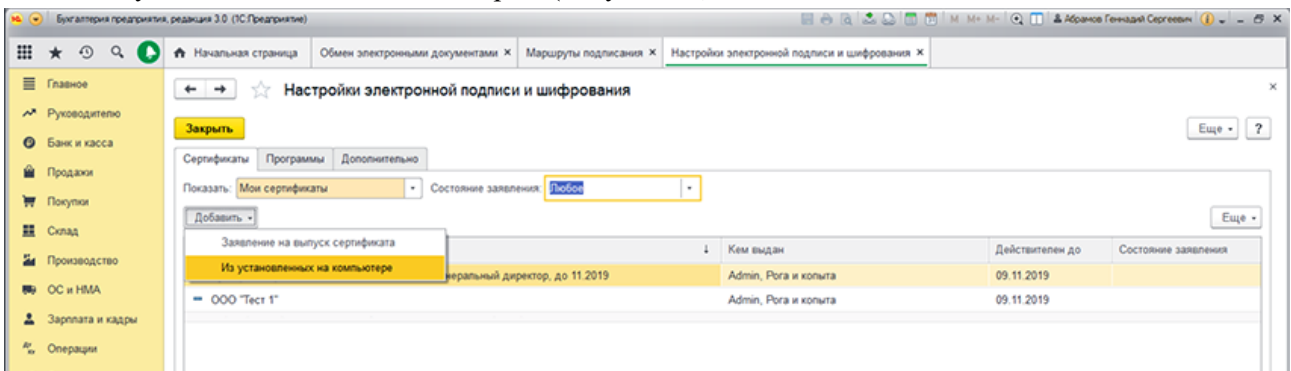 Бухгалтерия предприятия, редакция 3.0 (1С:Предприятие) M M+ M- Абрамов Геннадий Сергеевич
Начальная страница Обмен электронными документами × Маршруты подписания × Настройки электронной подписи и шифрования ×
Главное
Настройки электронной подписи и шифрования
Руководителю
Закрыть Еще ?
Банк и касса
Сертификаты Программы Дополнительно
Продажи
Показать: Мои сертификаты Состояние заявления: Любое
Покупки
Добавить Еще
Склад
Заявление на выпуск сертификата Кем выдан Действителен до Состояние заявления
Производство
Из установленных на компьютере неральный директор, до 11.2019 Admin, Рога и копыта 09.11.2019
ОС и НМА
ООО "Тест 1" Admin, Рога и копыта 09.11.2019
Зарплата и кадры
Операции